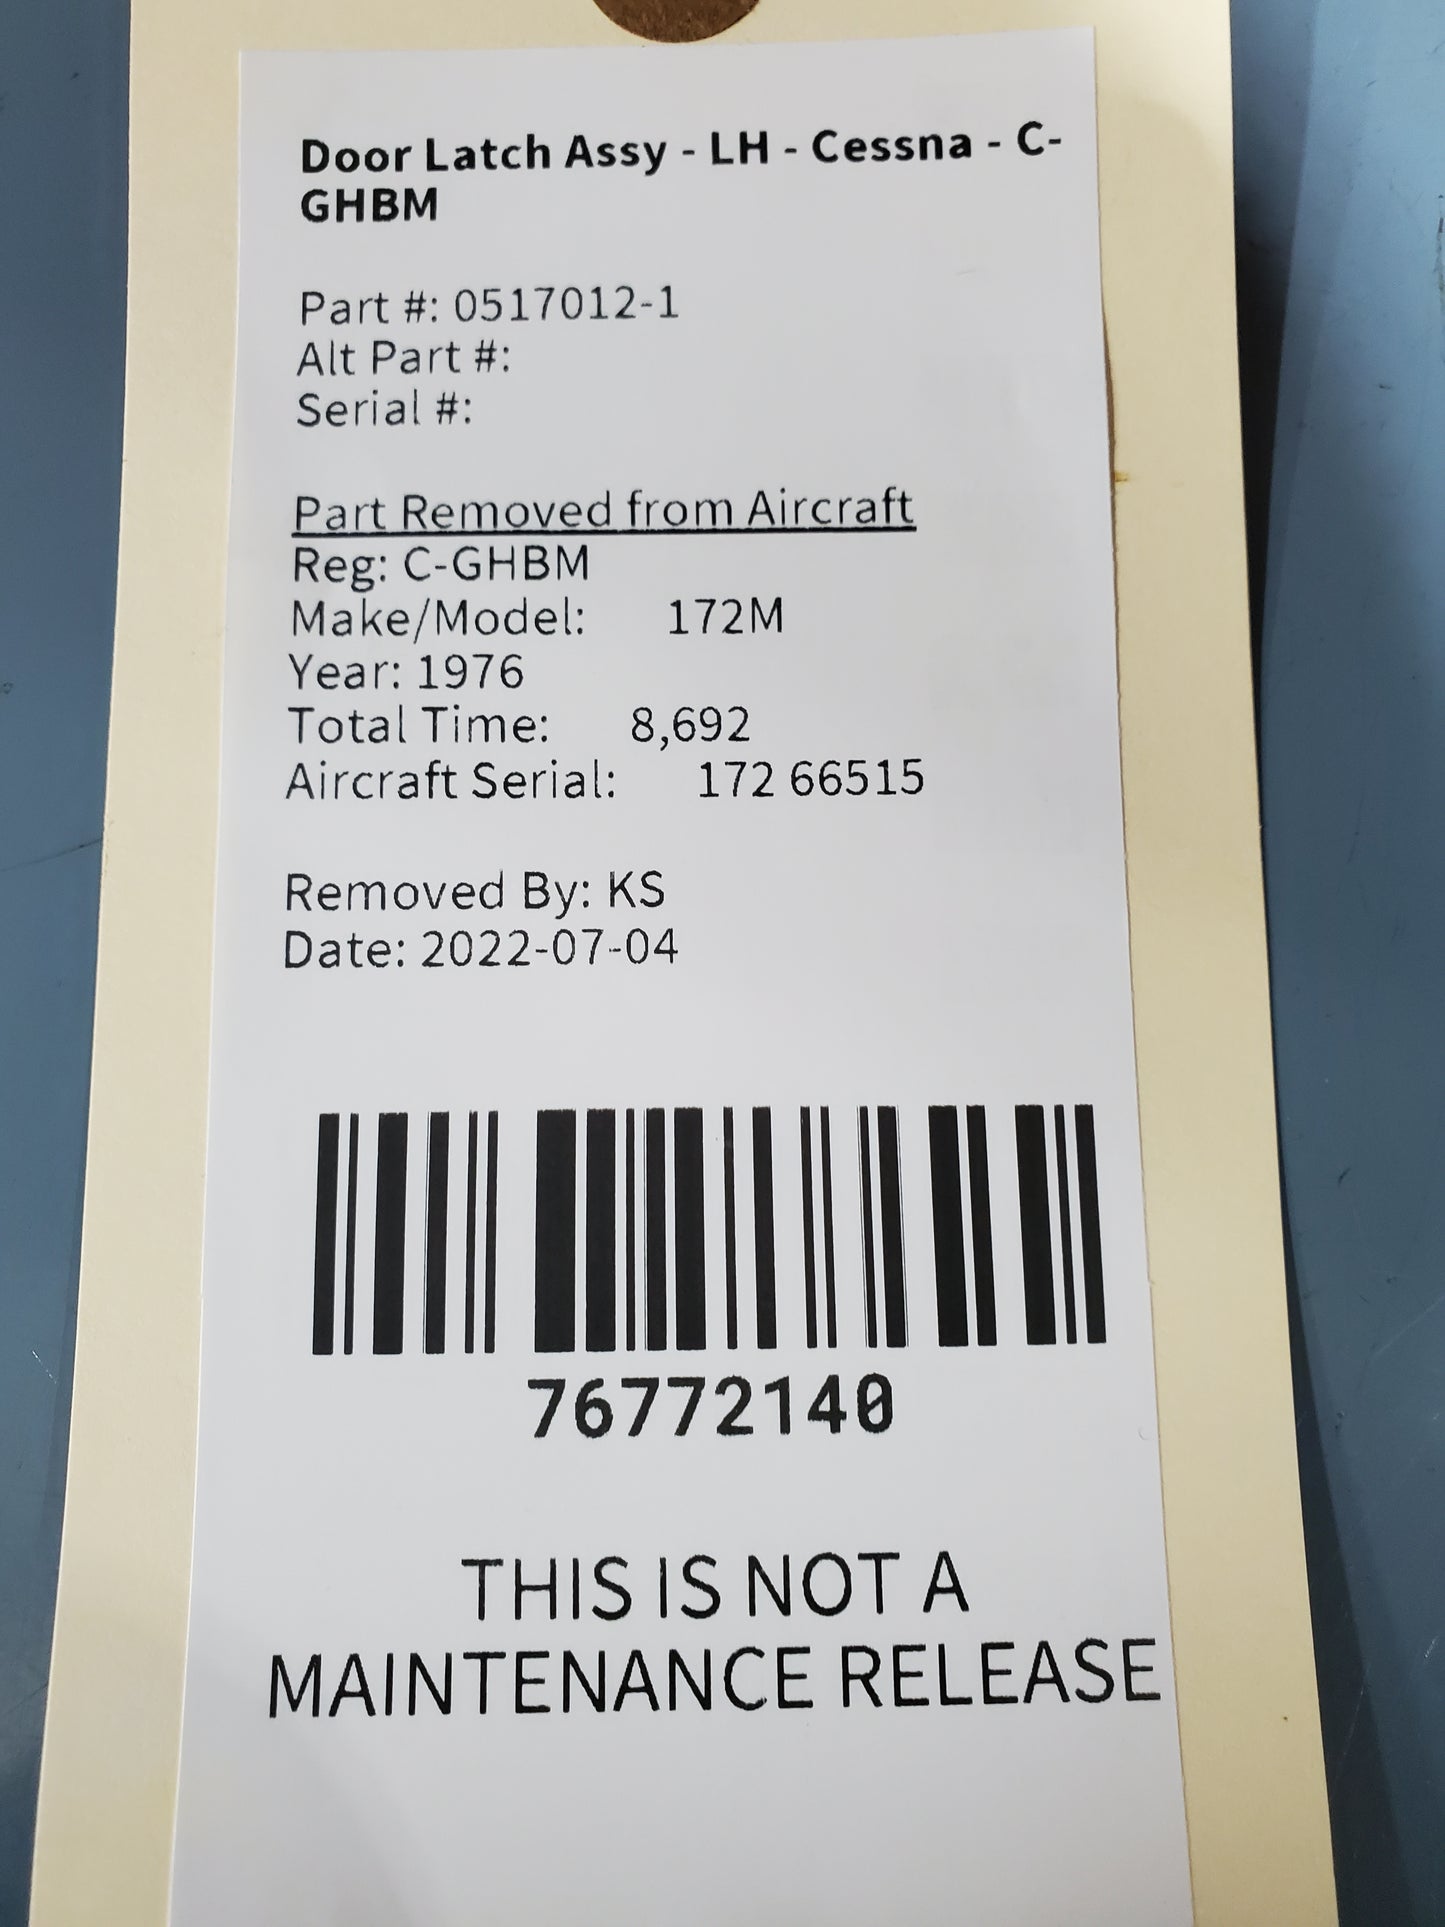 Door Latch Assy - LH - Cessna - C-
GHBM
Part #: 0517012-1
Alt Part #:
Serial #:
Part Removed from Aircraft
Reg: C-GHBM
Make/Model: 172M
Year: 1976
Total Time: 8,692
Aircraft Serial: 172 66515
Removed By: KS
Date: 2022-07-04
76772140
THIS IS NOT A
MAINTENANCE RELEASE